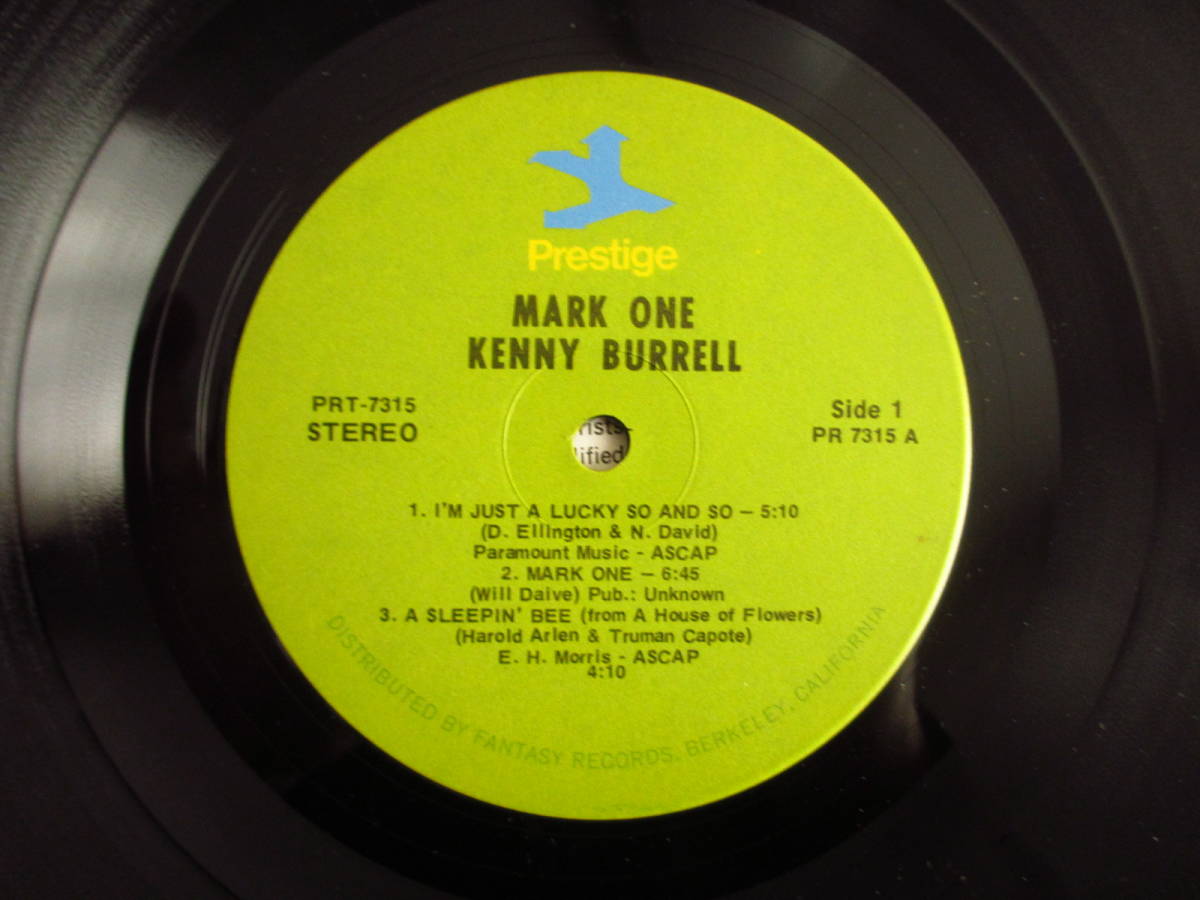 Prestige
MARK ONE
KENNY BURRELL
PRT-7315
STEREO
Side 1
PR 7315 A
rists-
lified
1. I'M JUST A LUCKY SO AND SO — 5:10
(D. Ellington & N. David)
Paramount Music - ASCAP
2. MARK ONE — 6:45
(Will Daive) Pub.: Unknown
3. A SLEEPIN' BEE (from A House of Flowers)
(Harold Arlen & Truman Capote)
E. H. Morris - ASCAP
4:10
DISTRIBUTED BY FANTASY RECORDS, BERKELEY, CALIFORNIA